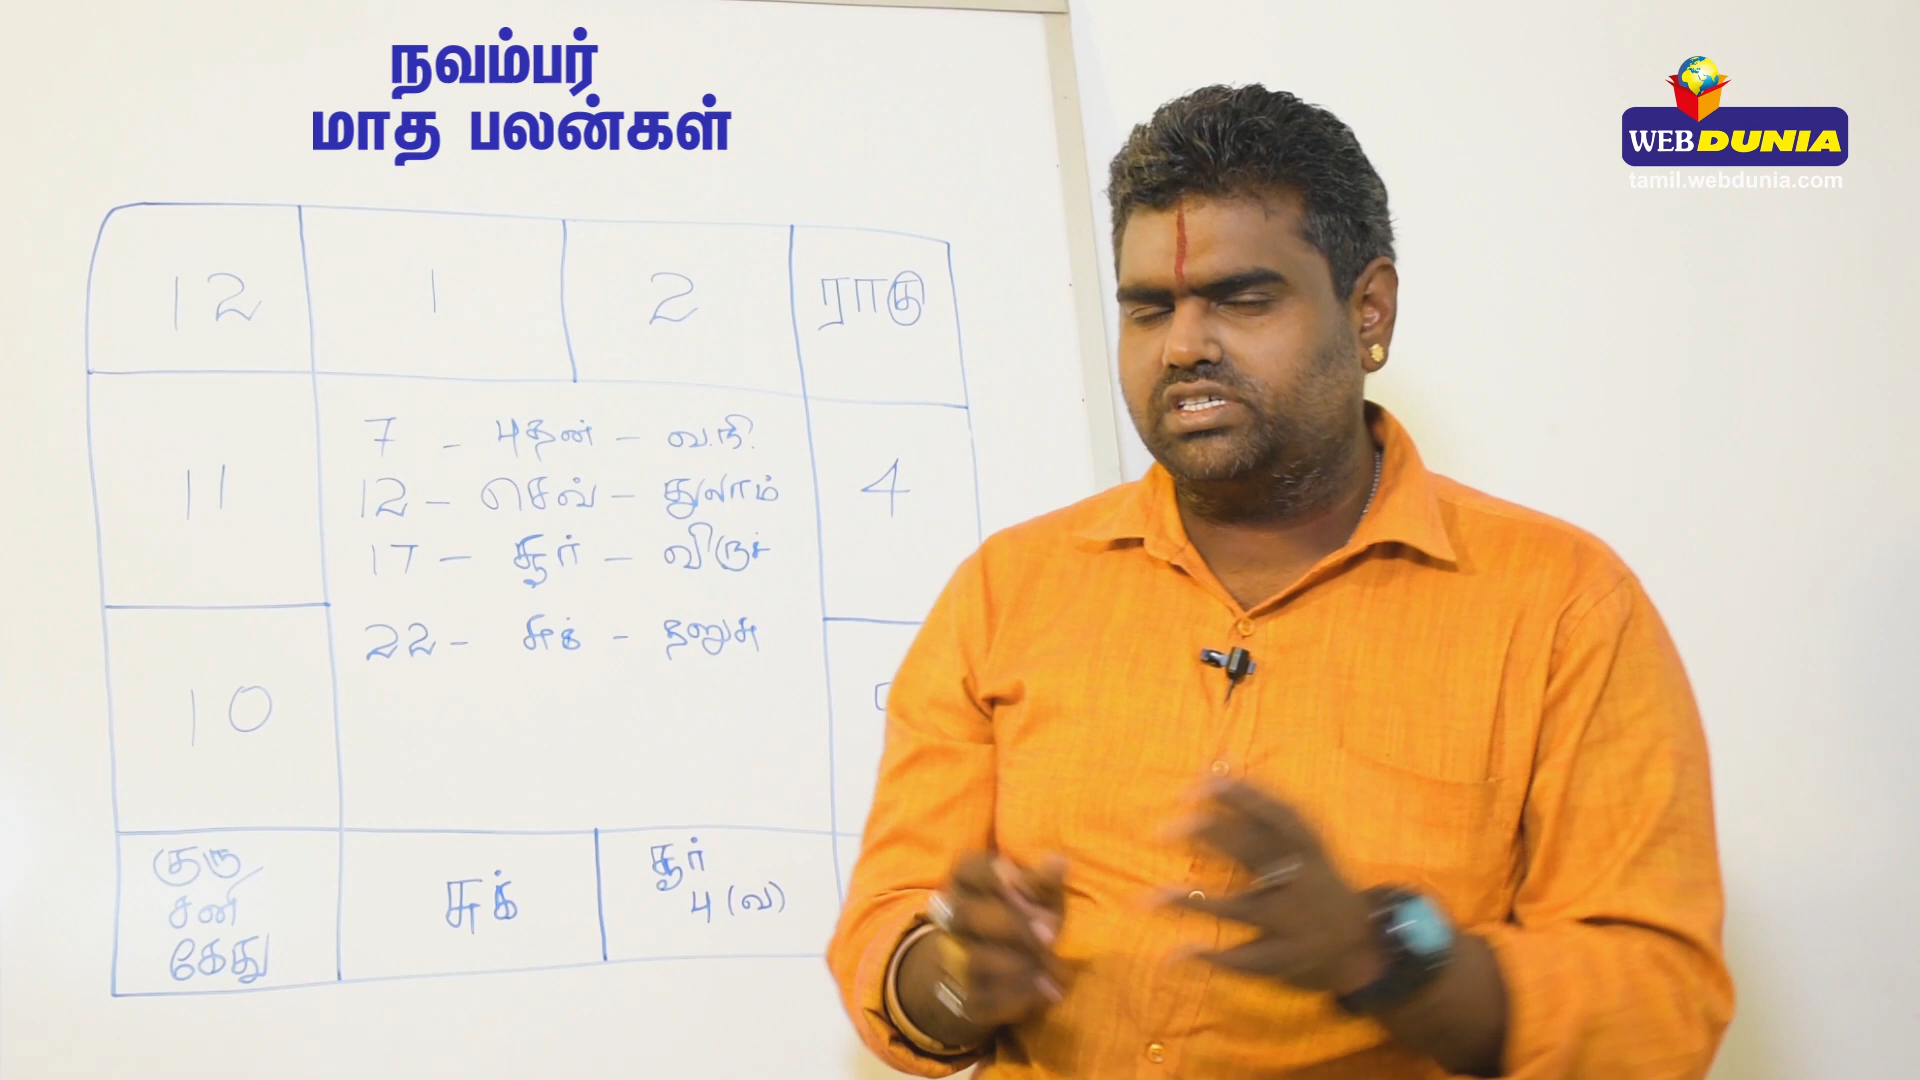 நவம்பர்
மாத பலன்கள்
WEBDUNIA
tamil.webdunia.com
12
1
2
ராகு
7 - புதன் - வ.நி.
12 - செவ் - துலாம்
17 - சூர் - விருச்
22 - சுக் - தனுசு
11
4
10
குரு
சனி
கேது
சுக்
சூர்
பு (வ)